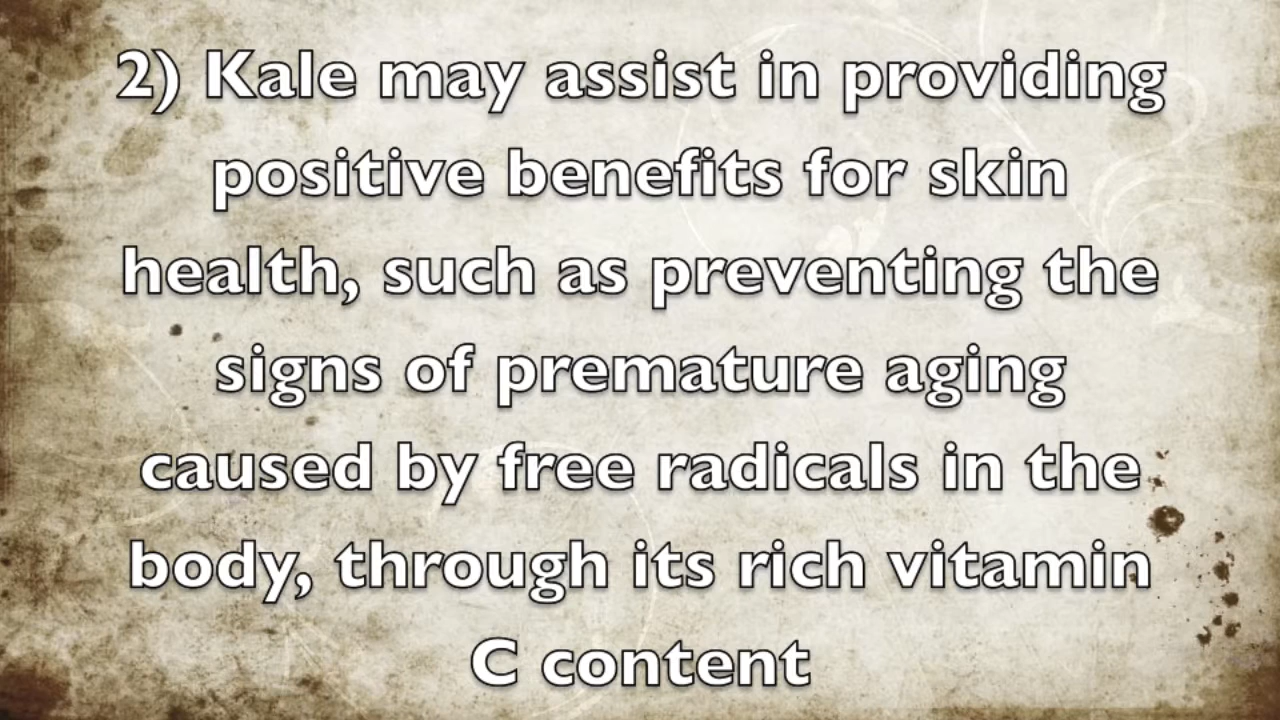 2) Kale may assist in providing
positive benefits for skin
health, such as preventing the
signs of premature aging
caused by free radicals in the
body, through its rich vitamin
C content